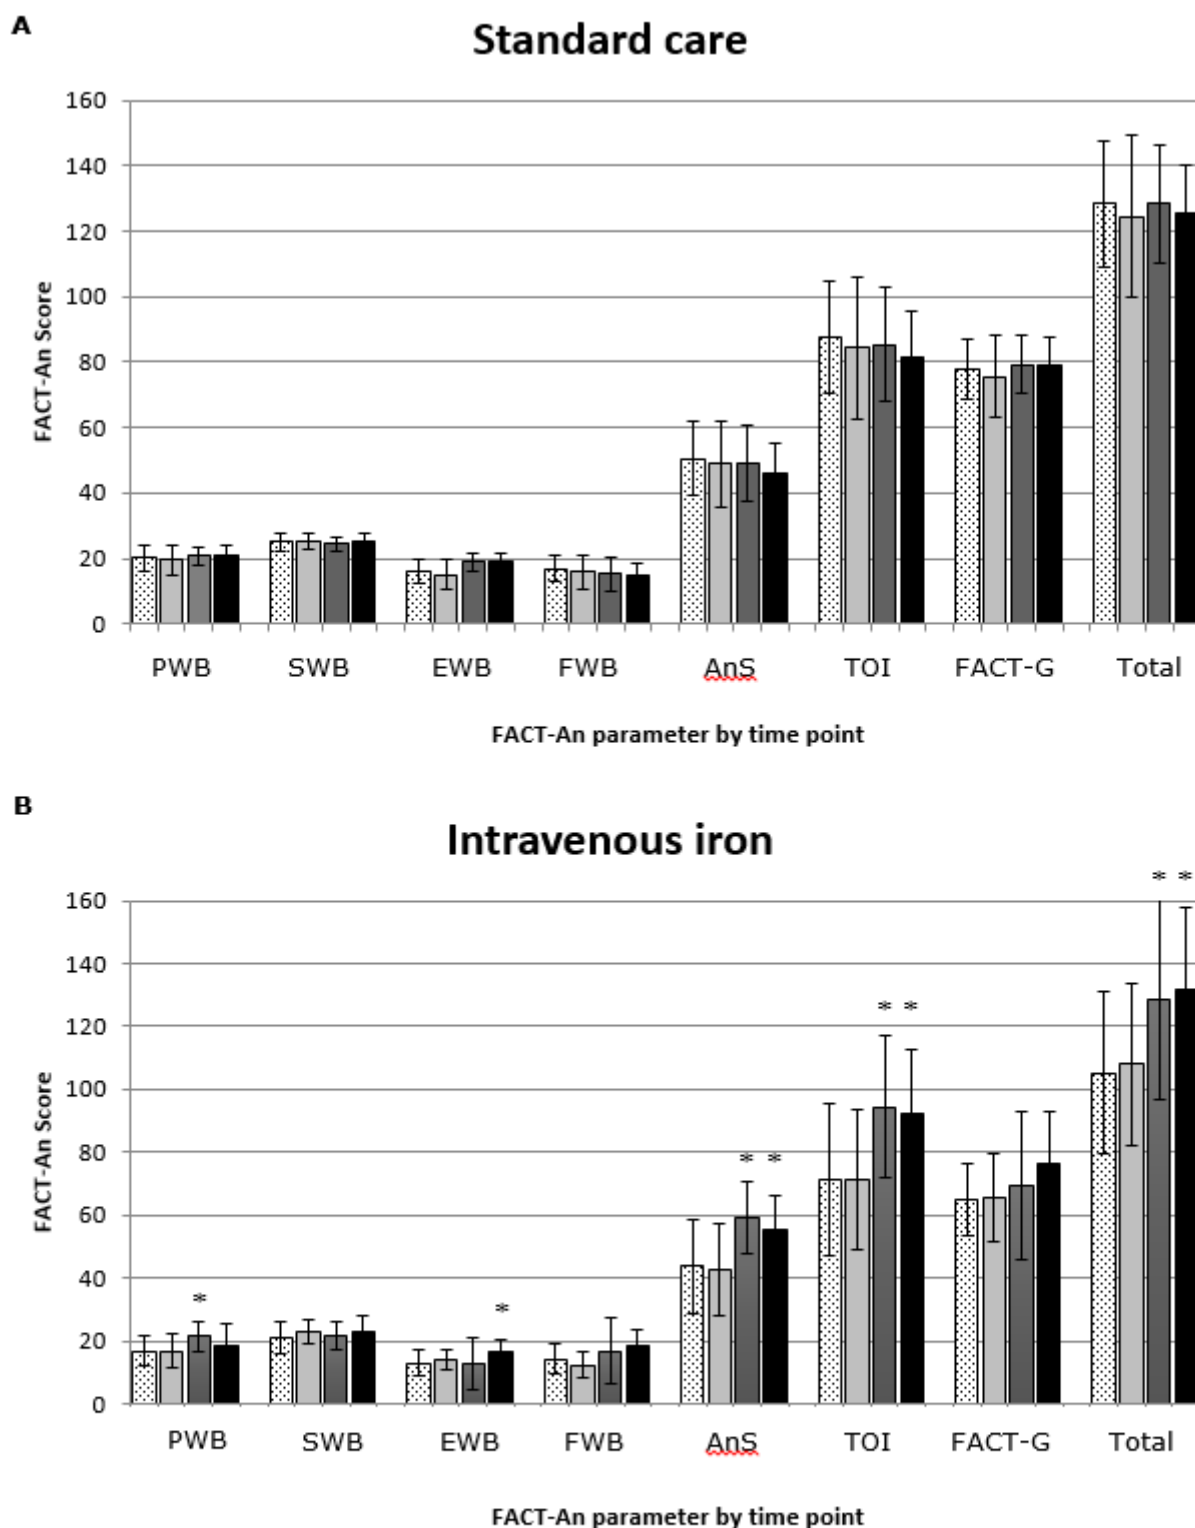 A
Standard care
160
140
120
100
80
60
40
20
0
FACT-An Score
PWB SWB EWB FWB AnS TOI FACT-G Total
FACT-An parameter by time point
B
Intravenous iron
* *
160
140
120
100
80
60
40
20
0
FACT-An Score
* *
* *
* *
PWB SWB EWB FWB AnS TOI FACT-G Total
FACT-An parameter by time point